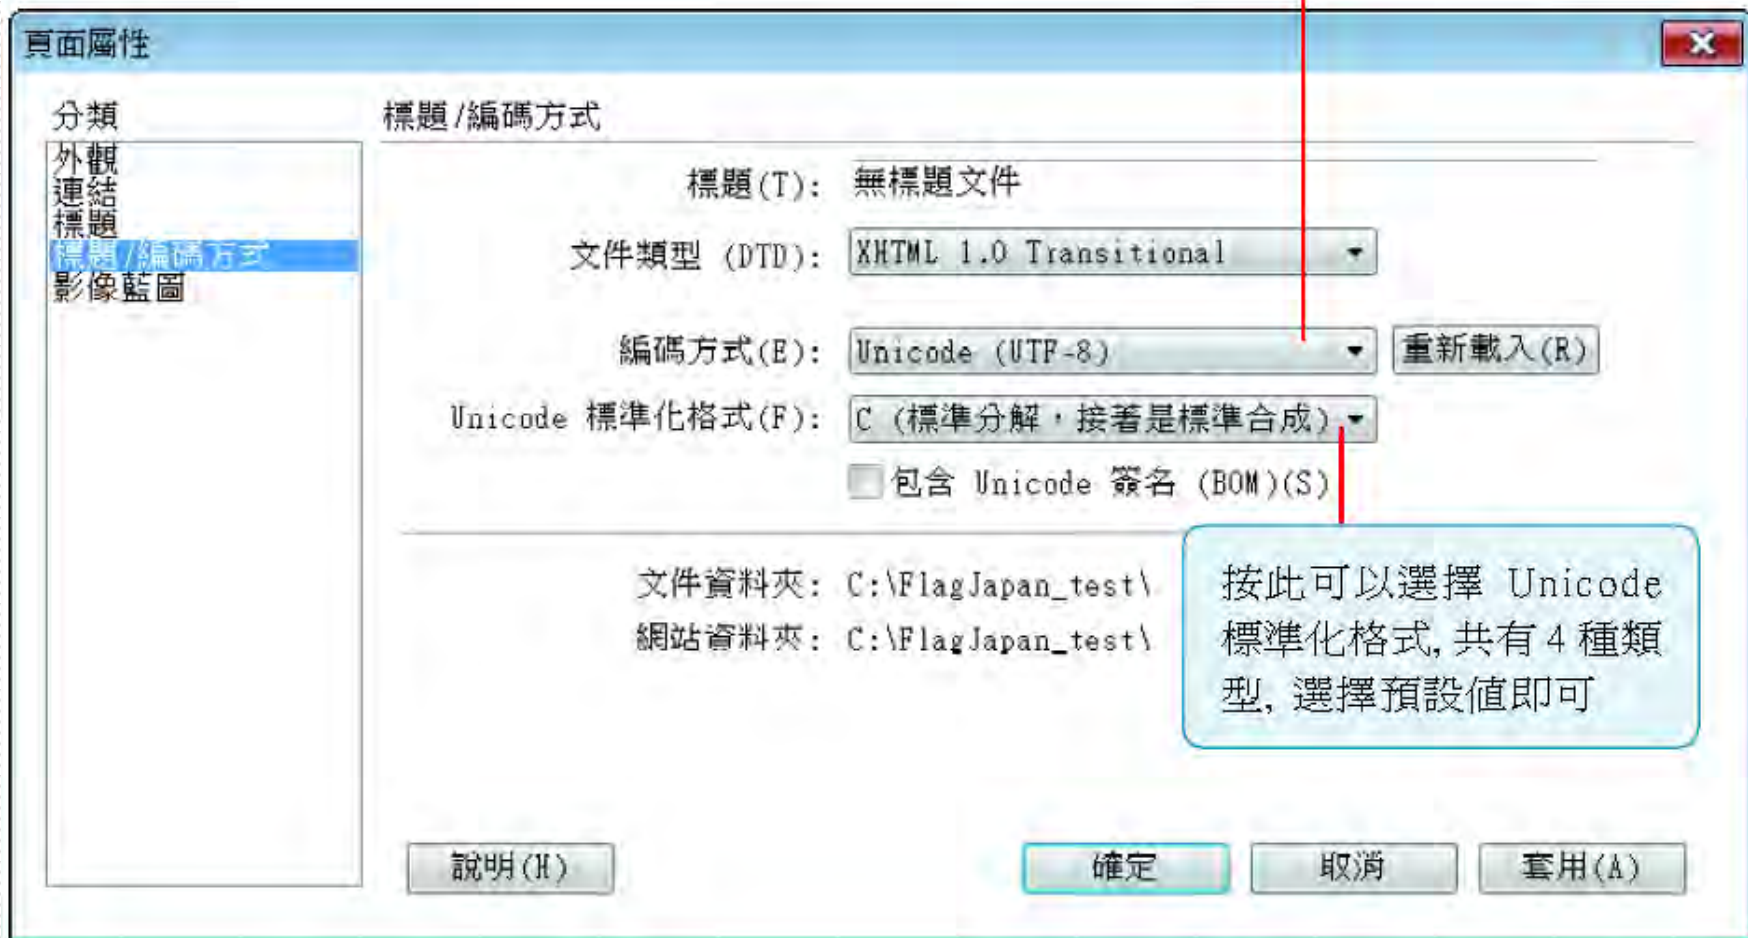 頁面屬性
分類
外觀
連結
標題
標題/編碼方式
影像藍圖
標題/編碼方式
標題(T): 無標題文件
文件類型 (DTD): XHTML 1.0 Transitional
編碼方式(E): Unicode (UTF-8) 重新載入(R)
Unicode 標準化格式(F): C (標準分解，接著是標準合成)
包含 Unicode 簽名 (BOM)(S)
文件資料夾: C:\FlagJapan_test\
網站資料夾: C:\FlagJapan_test\
按此可以選擇 Unicode
標準化格式, 共有 4 種類
型, 選擇預設值即可
說明(H) 確定 取消 套用(A)